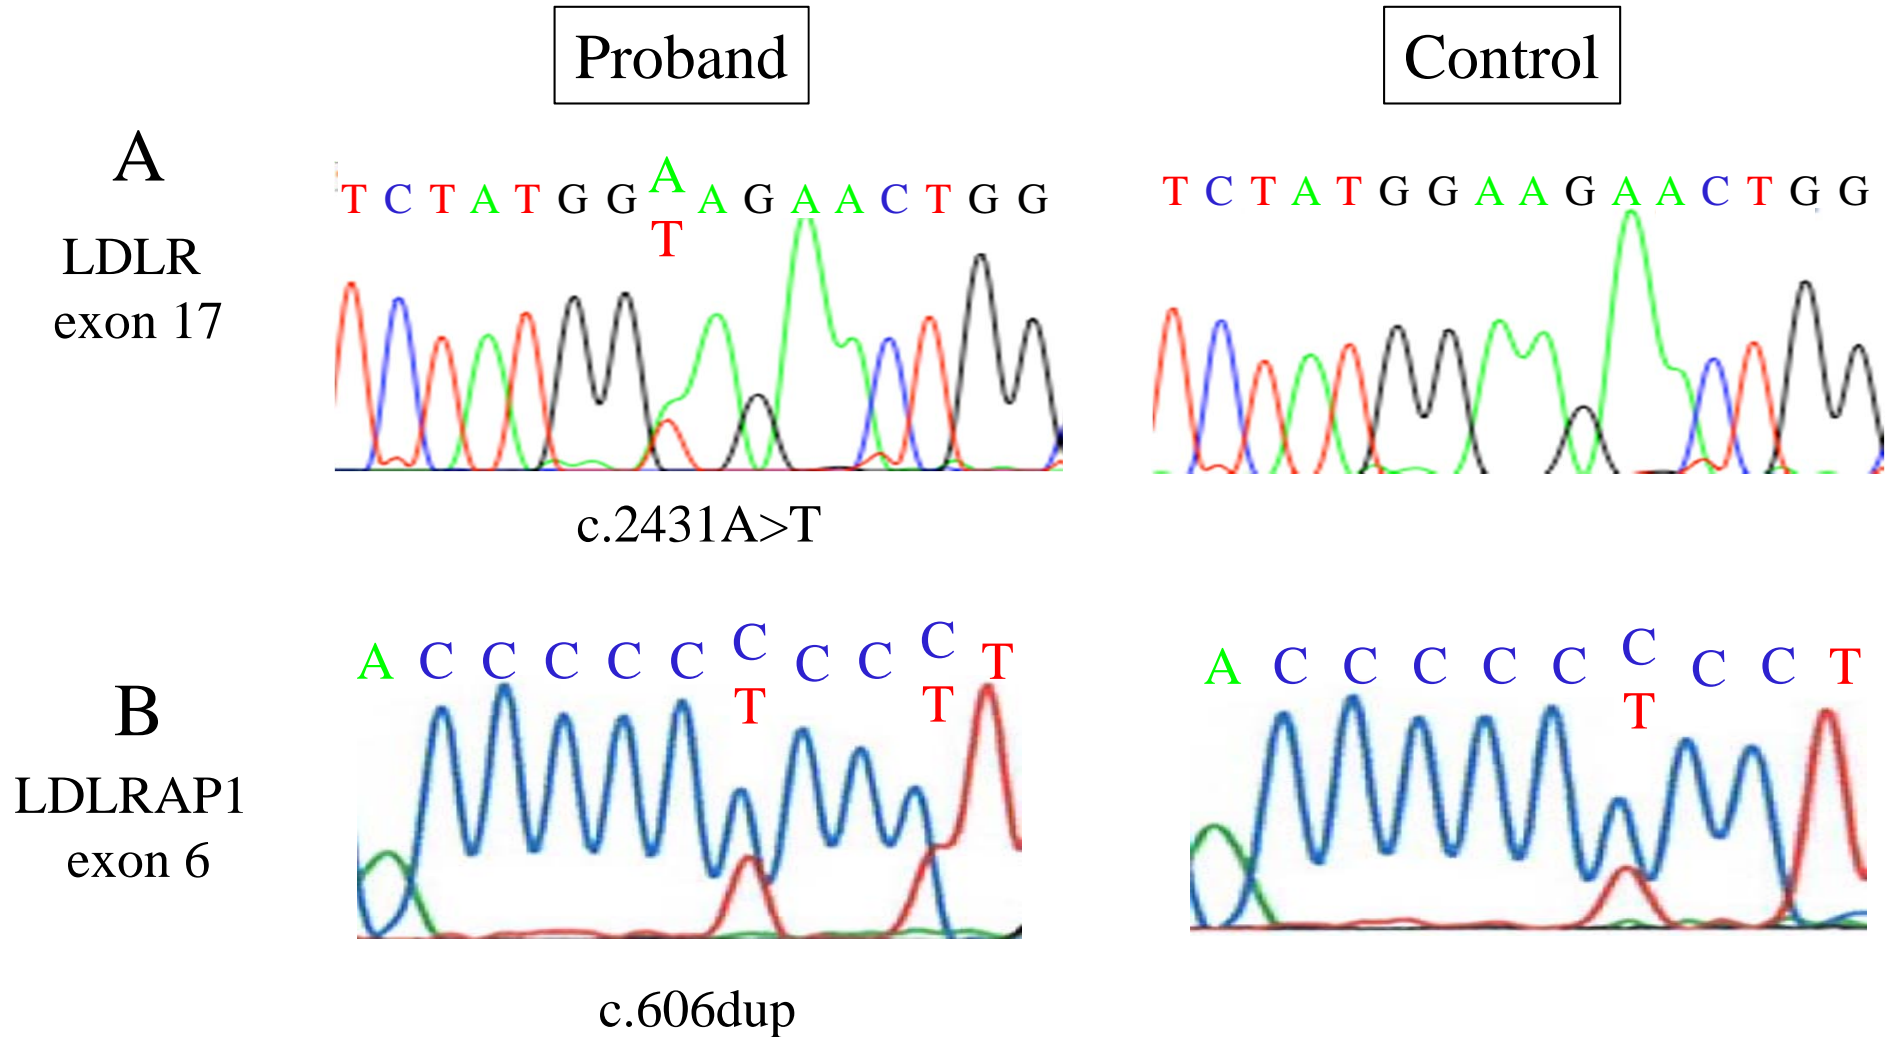 Proband
Control
A
LDLR
exon 17
A
T C T A T G G A G A A C T G G
T
T C T A T G G A A G A A C T G G
c.2431A>T
B
LDLRAP1
exon 6
C C
A C C C C C C C T
T T
C
A C C C C C C C T
T
c.606dup